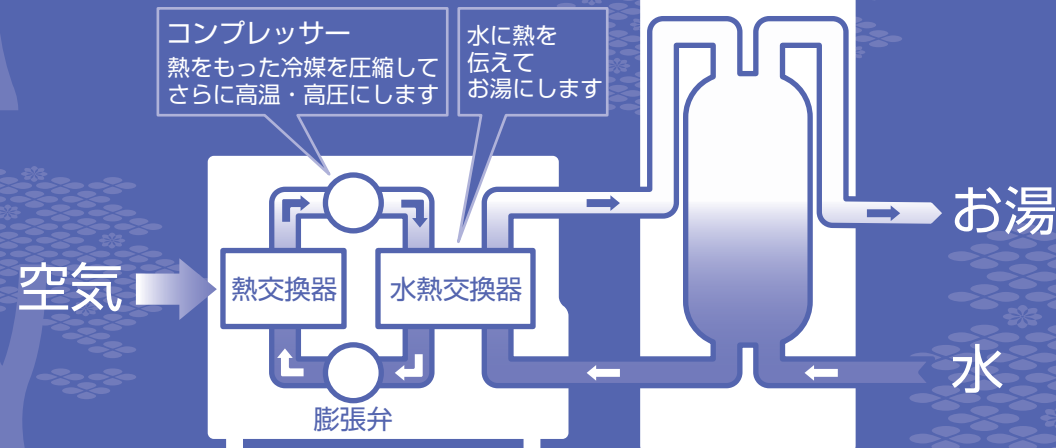 コンプレッサー
熱をもった冷媒を圧縮して
さらに高温・高圧にします
水に熱を
伝えて
お湯にします
お湯
空気
熱交換器
水熱交換器
水
膨張弁